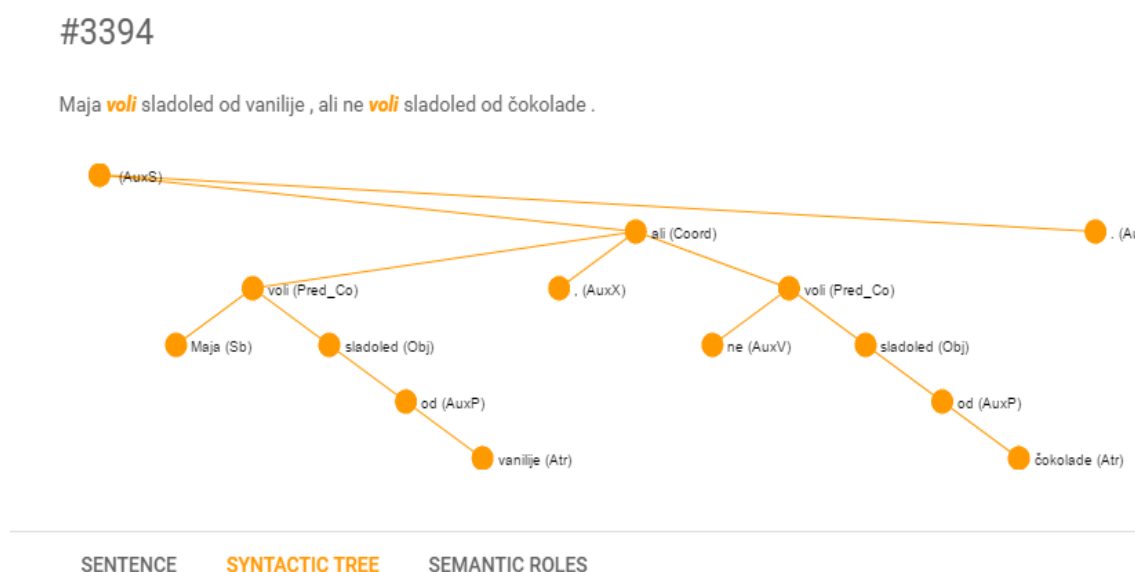 #3394
Maja voli sladoled od vanilije , ali ne voli sladoled od čokolade .
(AuxS)
ali (Coord)
. (Au
voli (Pred_Co)
, (AuxX)
voli (Pred_Co)
Maja (Sb)
sladoled (Obj)
ne (AuxV)
sladoled (Obj)
od (AuxP)
od (AuxP)
vanilije (Atr)
čokolade (Atr)
SENTENCE SYNTACTIC TREE SEMANTIC ROLES